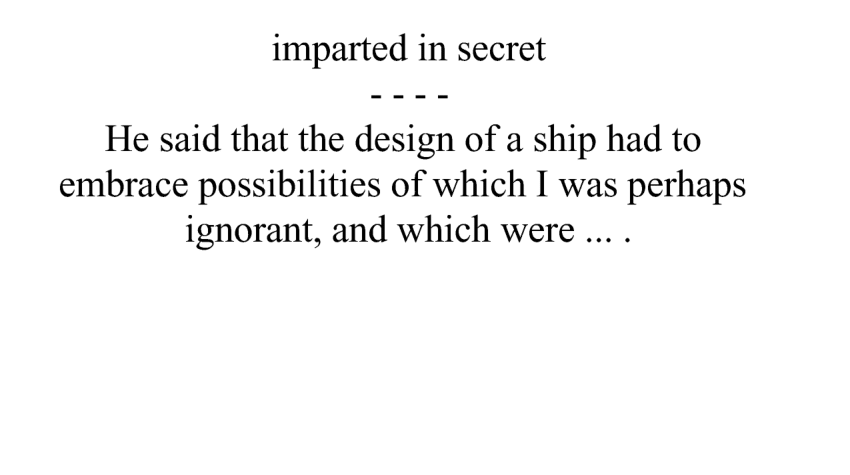 imparted in secret
- - - -
He said that the design of a ship had to
embrace possibilities of which I was perhaps
ignorant, and which were ... .